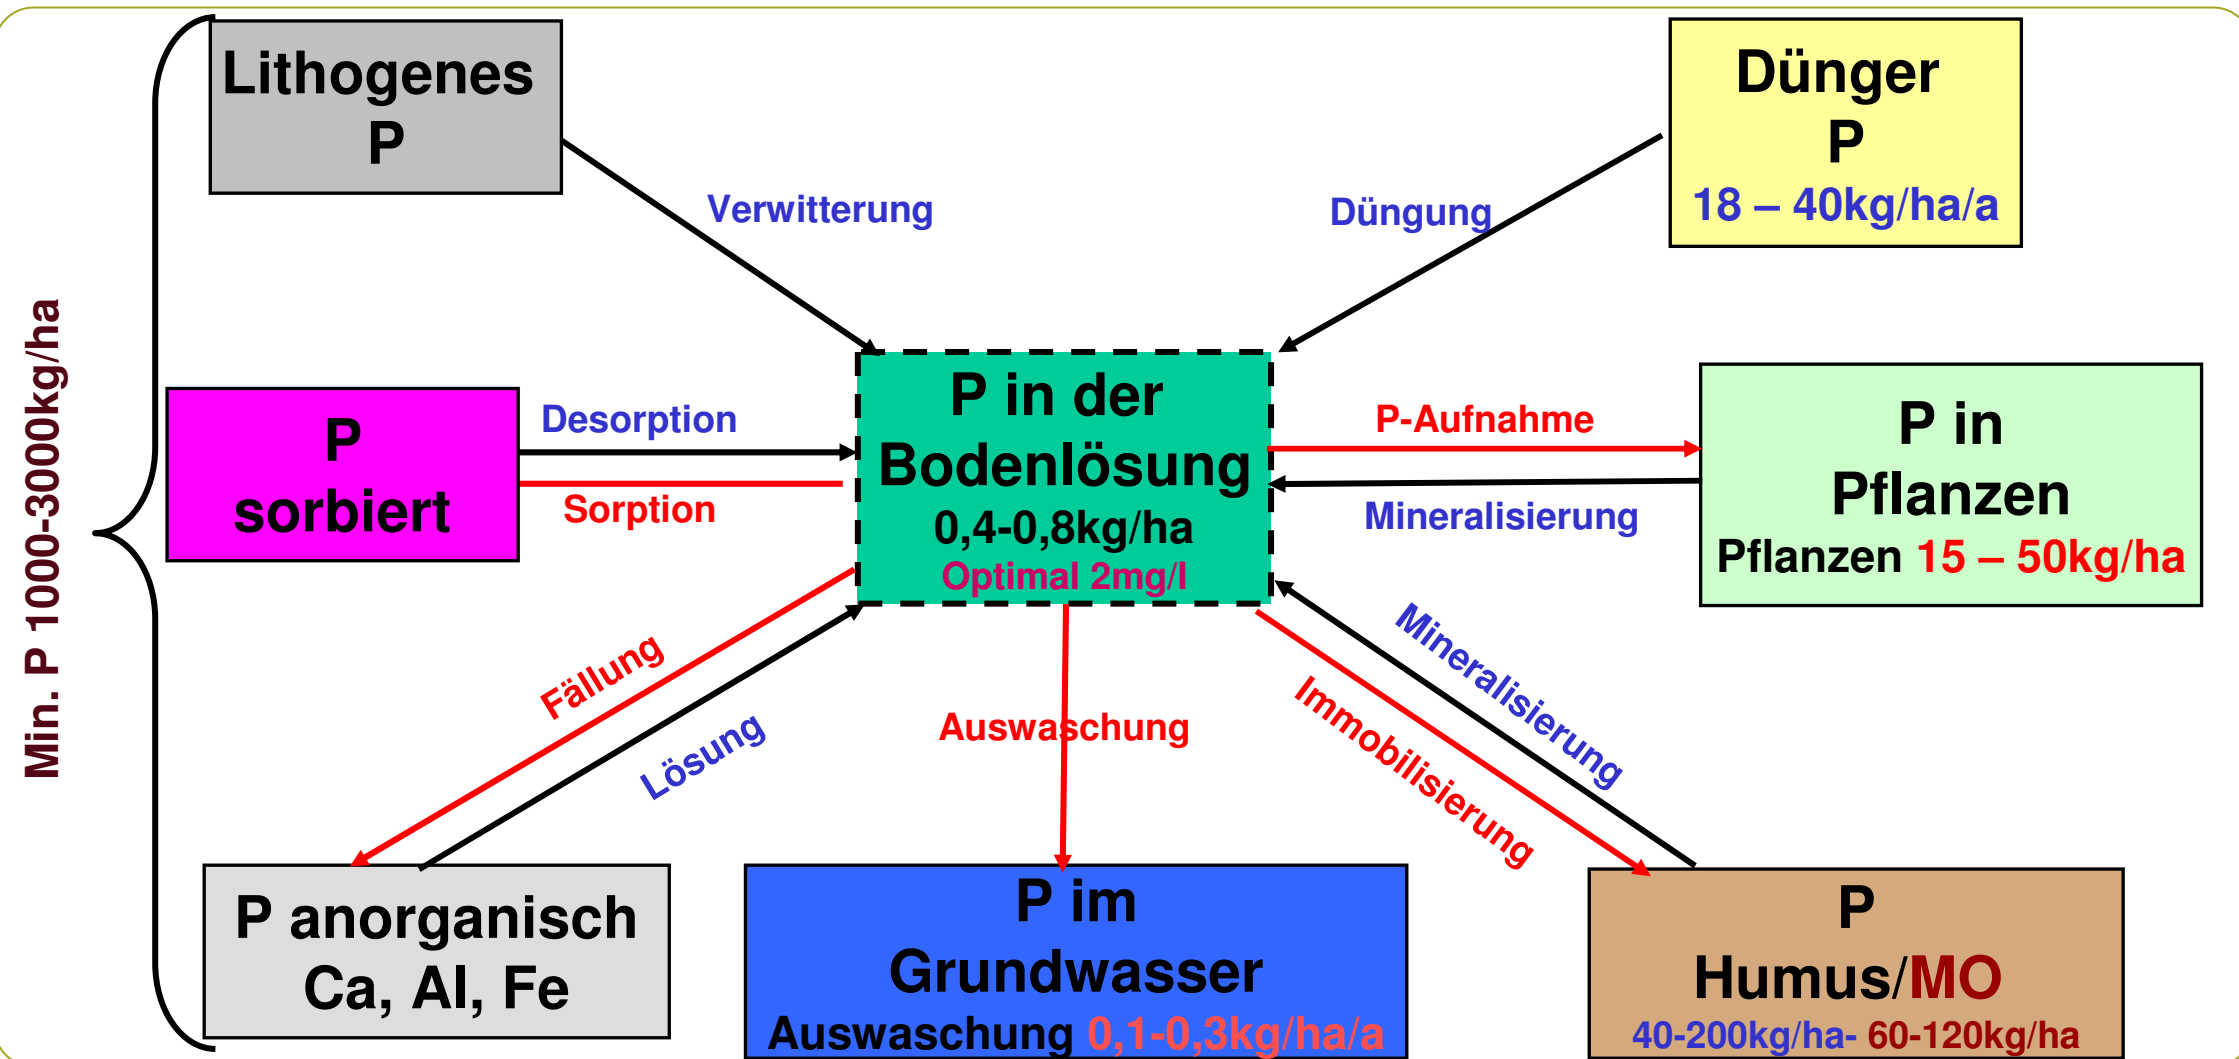 Lithogenes
P
Dünger
P
18 – 40kg/ha/a
Verwitterung
Düngung
Min. P 1000-3000kg/ha
P
sorbiert
Desorption
Sorption
P in der
Bodenlösung
0,4-0,8kg/ha
Optimal 2mg/l
P-Aufnahme
Mineralisierung
P in
Pflanzen
Pflanzen 15 – 50kg/ha
Fällung
Lösung
Auswaschung
Mineralisierung
Immobilisierung
P anorganisch
Ca, Al, Fe
P im
Grundwasser
Auswaschung 0,1-0,3kg/ha/a
P
Humus/MO
40-200kg/ha- 60-120kg/ha